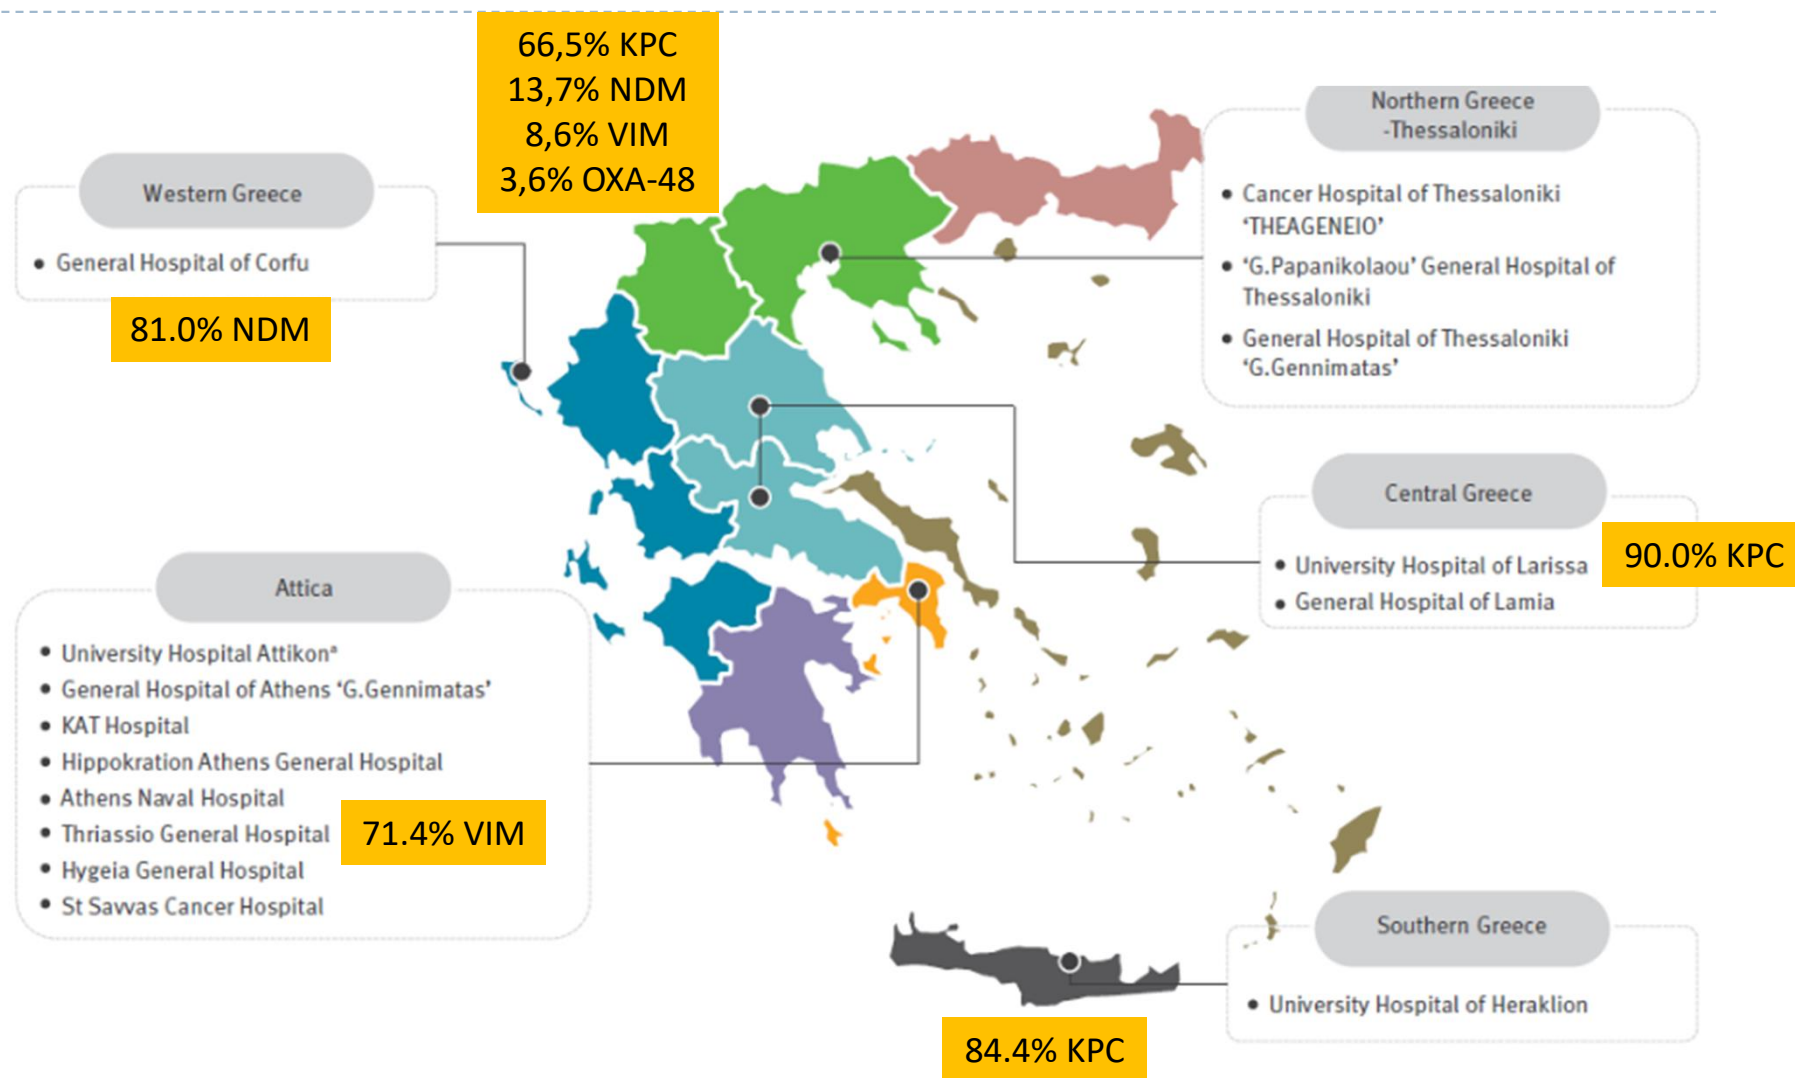 66,5% KPC
13,7% NDM
8,6% VIM
3,6% OXA-48
Western Greece
• General Hospital of Corfu
81.0% NDM
Northern Greece
-Thessaloniki
• Cancer Hospital of Thessaloniki
‘THEAGENEIO’
• ‘G.Papanikolaou’ General Hospital of
Thessaloniki
• General Hospital of Thessaloniki
‘G.Gennimatas’
Central Greece
• University Hospital of Larissa
• General Hospital of Lamia
90.0% KPC
Attica
• University Hospital Attikonᵃ
• General Hospital of Athens ‘G.Gennimatas’
• KAT Hospital
• Hippokration Athens General Hospital
• Athens Naval Hospital
• Thriassio General Hospital
• Hygeia General Hospital
• St Savvas Cancer Hospital
71.4% VIM
Southern Greece
• University Hospital of Heraklion
84.4% KPC